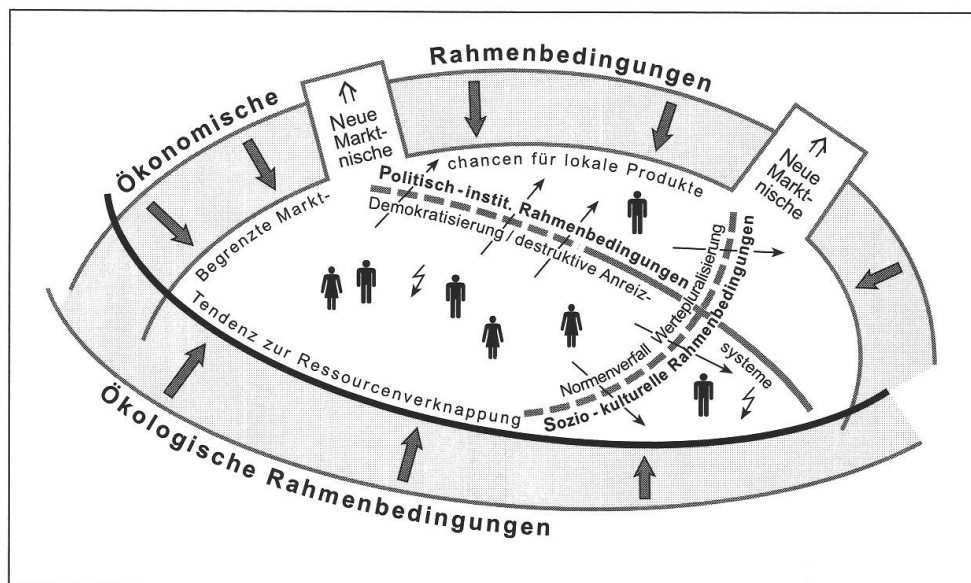 Ökonomische Rahmenbedingungen
Neue
Markt-
nische
Neue
Markt-
nische
Begrenzte Markt-
chancen für lokale Produkte
Politisch-instit. Rahmenbedingungen
Demokratisierung / destruktive Anreiz-
systeme
Normenverfall Wertepluralisierung
Sozio-kulturelle Rahmenbedingungen
Tendenz zur Ressourcenverknappung
Ökologische Rahmenbedingungen